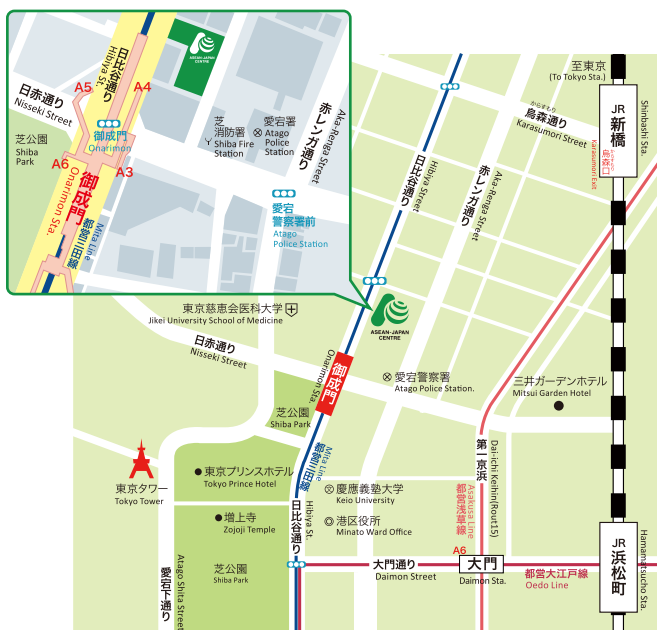 日比谷通り
Hibiya St.
ASEAN-JAPAN
CENTRE
A5
A4
日赤通り
Nisseki Street
御成門
Onarimon
芝公園
Shiba
Park
A6
A3
御成門
Onarimon Sta.
都営三田線
Mita Line
芝
消防署
Shiba Fire
Station
愛宕署
Atago
Police
Station
赤レンガ通り
Aka-Renga Street
愛宕
警察署前
Atago
Police Station
至東京
(To Tokyo Sta.)
からすもり
烏森通り
Karasumori Street
JR
新橋
Shinbashi Sta.
烏森口
Karasumori Exit
日比谷通り
Hibiya Street
赤レンガ通り
Aka-Renga Street
東京慈恵会医科大学
Jikei University School of Medicine
ASEAN-JAPAN
CENTRE
日赤通り
Nisseki Street
御成門
Onarimon Sta.
愛宕警察署
Atago Police Station.
三井ガーデンホテル
Mitsui Garden Hotel
芝公園
Shiba Park
都営三田線
Mita Line
第一京浜
Dai-ichi Keihin(Rout15)
東京タワー
Tokyo Tower
東京プリンスホテル
Tokyo Prince Hotel
慶應義塾大学
Keio University
都営浅草線
Asakusa Line
増上寺
Zojoji Temple
日比谷通り
Hibiya St.
港区役所
Minato Ward Office
A6
愛宕下通り
Atago Shita Street
芝公園
Shiba Park
大門通り
Daimon Street
大門
Daimon Sta.
都営大江戸線
Oedo Line
JR
浜松町
Hamamatsucho Sta.